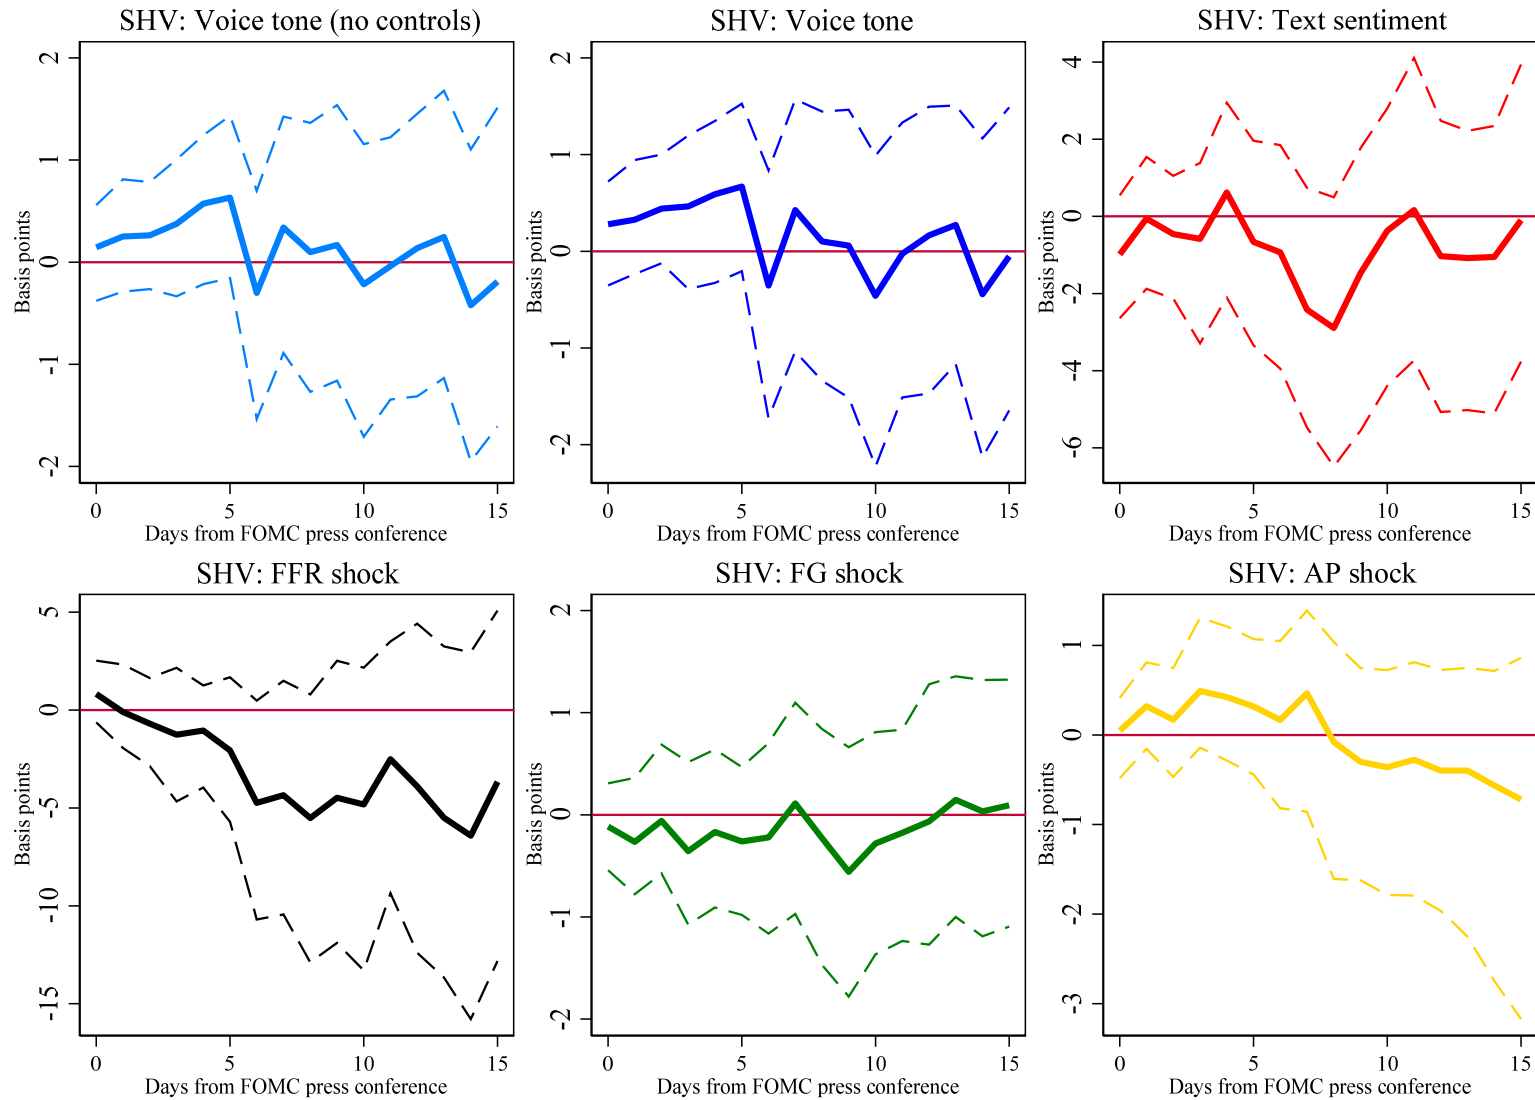 SHV: Voice tone (no controls)
2
1
0
-1
-2
Basis points
0 5 10 15
Days from FOMC press conference
SHV: Voice tone
2
1
0
-1
-2
Basis points
0 5 10 15
Days from FOMC press conference
SHV: Text sentiment
4
2
0
-2
-4
-6
Basis points
0 5 10 15
Days from FOMC press conference
SHV: FFR shock
5
0
-5
-10
-15
Basis points
0 5 10 15
Days from FOMC press conference
SHV: FG shock
2
1
0
-1
-2
Basis points
0 5 10 15
Days from FOMC press conference
SHV: AP shock
1
0
-1
-2
-3
Basis points
0 5 10 15
Days from FOMC press conference